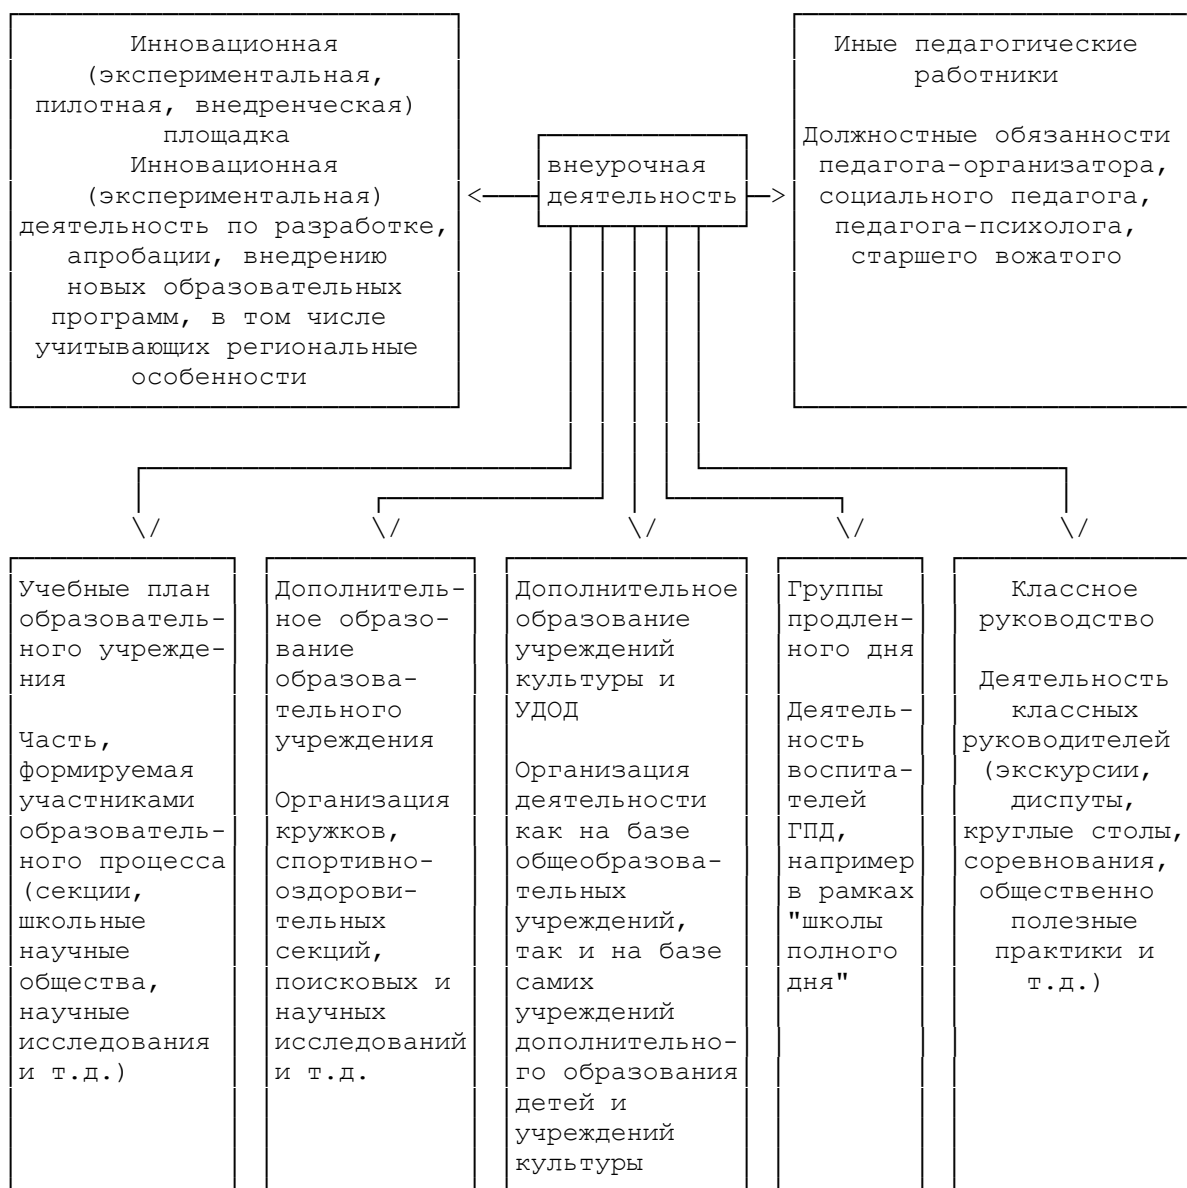 Инновационная
(экспериментальная,
пилотная, внедренческая)
площадка
Инновационная
(экспериментальная)
деятельность по разработке,
апробации, внедрению
новых образовательных
программ, в том числе
учитывающих региональные
особенности
внеурочная
деятельность
Иные педагогические
работники
Должностные обязанности
педагога-организатора,
социального педагога,
педагога-психолога,
старшего вожатого
Учебные план
образователь-
ного учрежде-
ния
Часть,
формируемая
участниками
образователь-
ного процесса
(секции,
школьные
научные
общества,
научные
исследования
и т.д.)
Дополнитель-
ное образо-
вание
образова-
тельного
учреждения
Организация
кружков,
спортивно-
оздорови-
тельных
секций,
поисковых и
научных
исследований
и т.д.
Дополнительное
образование
учреждений
культуры и
УДОД
Организация
деятельности
как на базе
общеобразова-
тельных
учреждений,
так и на базе
самих
учреждений
дополнительно-
го образования
детей и
учреждений
культуры
Группы
продлен-
ного дня
Деятель-
ность
воспита-
телей
ГПД,
например
в рамках
"школы
полного
дня"
Классное
руководство
Деятельность
классных
руководителей
(экскурсии,
диспуты,
круглые столы,
соревнования,
общественно
полезные
практики и
т.д.)